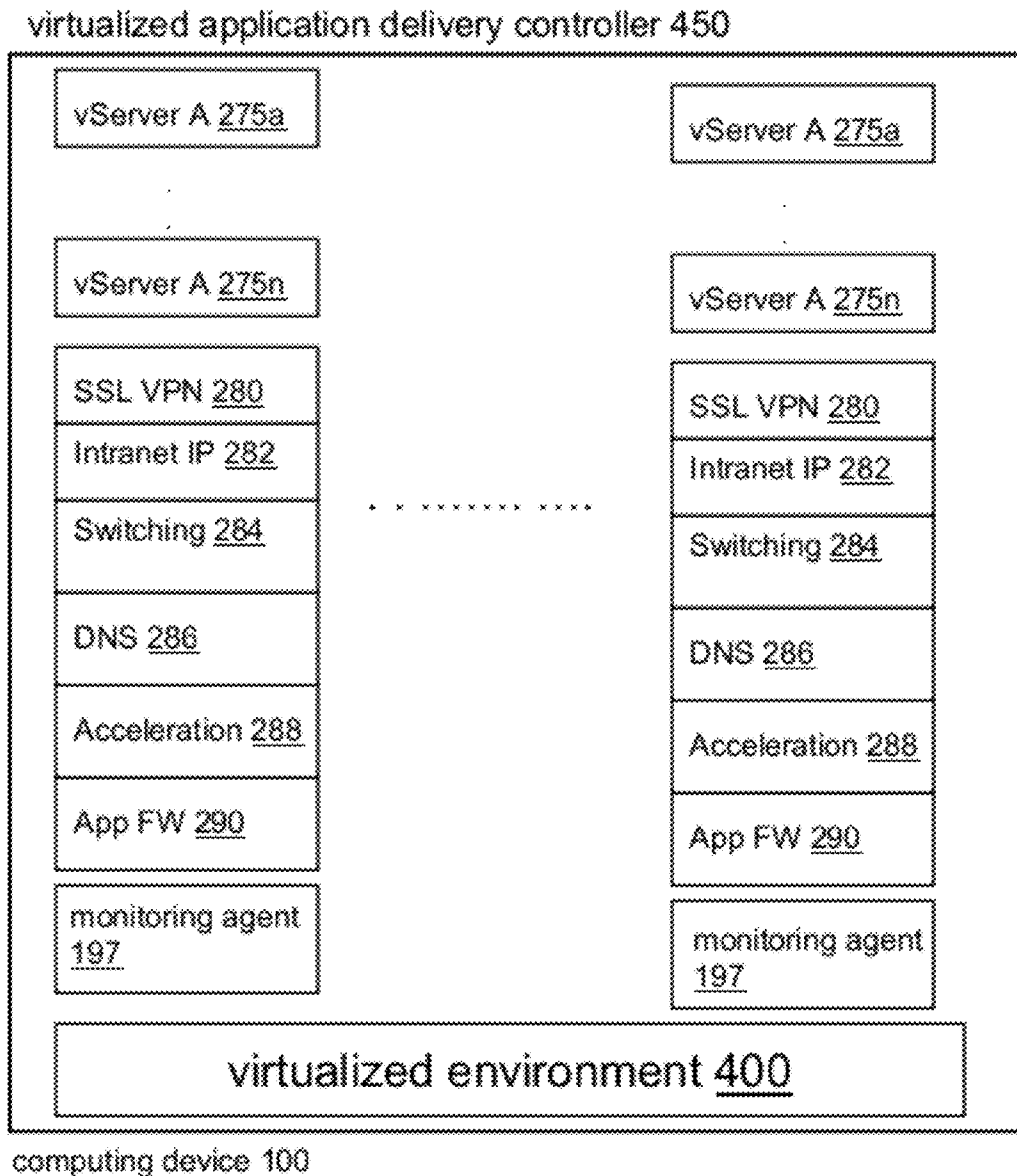 virtualized application delivery controller 450
vServer A 275a
vServer A 275n
SSL VPN 280
Intranet IP 282
Switching 284
DNS 286
Acceleration 288
App FW 290
monitoring agent
197
vServer A 275a
vServer A 275n
SSL VPN 280
Intranet IP 282
Switching 284
DNS 286
Acceleration 288
App FW 290
monitoring agent
197
virtualized environment 400
computing device 100